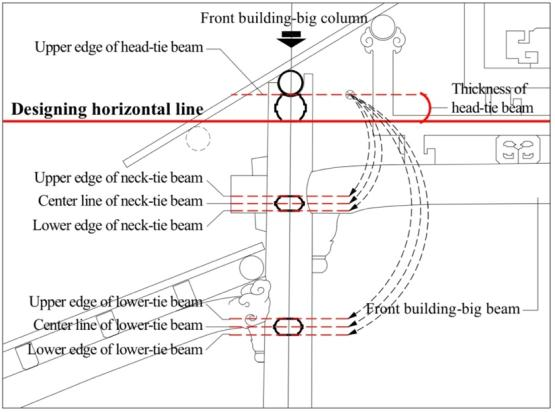 Front building-big column
Upper edge of head-tie beam
Thickness of
head-tie beam
Designing horizontal line
Upper edge of neck-tie beam
Center line of neck-tie beam
Lower edge of neck-tie beam
Upper edge of lower-tie beam
Front building-big beam
Center line of lower-tie beam
Lower edge of lower-tie beam